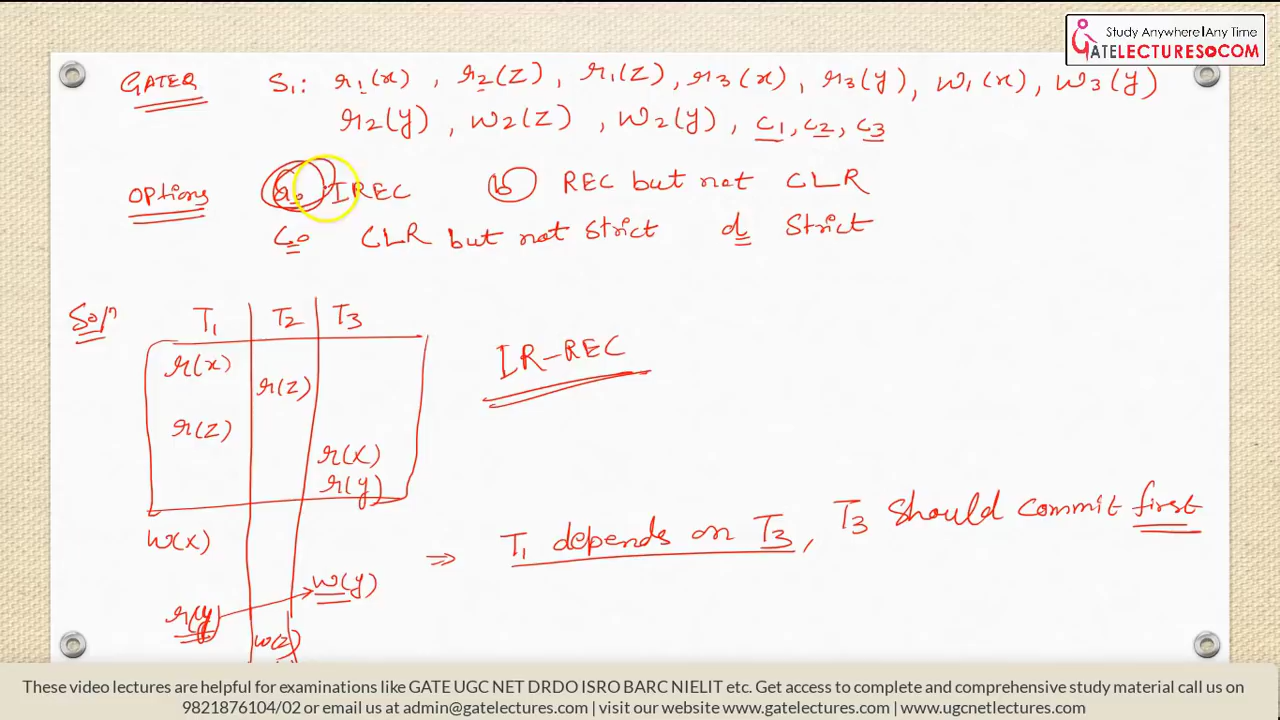 Study Anywhere Any Time
GATELECTURES.COM
GATER S1: r1(x), r2(z), r1(z), r3(x), r3(y), w1(x), w3(y)
r2(y), w2(z), w2(y), c1, c2, c3
Options a. IREC b REC but not CLR
c. CLR but not strict d Strict
Soln T1 T2 T3
r(x)
r(z)
r(z)
r(x)
r(y)
IR-REC
w(x)
w(y)
r(y)
w(z)
⇒ T1 depends on T3, T3 should commit first
These video lectures are helpful for examinations like GATE UGC NET DRDO ISRO BARC NIELIT etc. Get access to complete and comprehensive study material call us on
9821876104/02 or email us at admin@gatelectures.com | visit our website www.gatelectures.com | www.ugcnetlectures.com